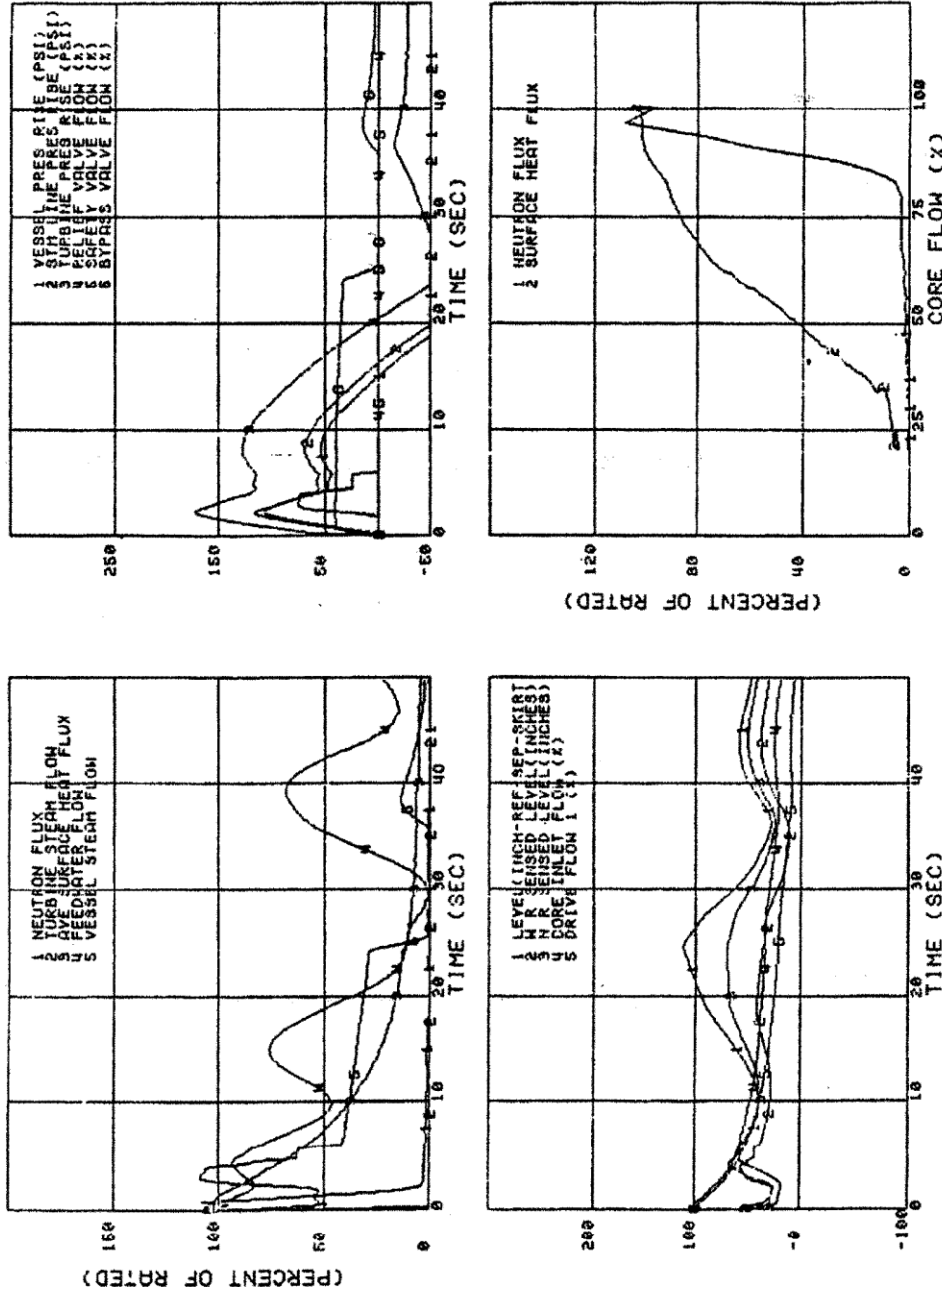 1 NEUTRON FLUX
2 TURBINE STEAM FLOW
3 AVE SURFACE HEAT FLUX
4 FEEDWATER FLOW
5 VESSEL STEAM FLOW
150
100
50
0
(PERCENT OF RATED)
0 10 20 30 40
TIME (SEC)
1 VESSEL PRES RISE (PSI)
2 STM LINE PRES RISE (PSI)
3 TURBINE PRES RISE (PSI)
4 RELIEF VALVE FLOW (%)
5 SAFETY VALVE FLOW (%)
6 BYPASS VALVE FLOW (%)
250
150
50
-50
0 10 20 30 40
TIME (SEC)
1 LEVEL(INCH-REF-SEP-SKIRT
2 W R SENSED LEVEL(INCHES)
3 N R SENSED LEVEL(INCHES)
4 CORE INLET FLOW (%)
5 DRIVE FLOW 1 (%)
200
100
-0
-100
0 10 20 30 40
TIME (SEC)
1 NEUTRON FLUX
2 SURFACE HEAT FLUX
120
80
40
0
(PERCENT OF RATED)
0 25 50 75 100
CORE FLOW (%)